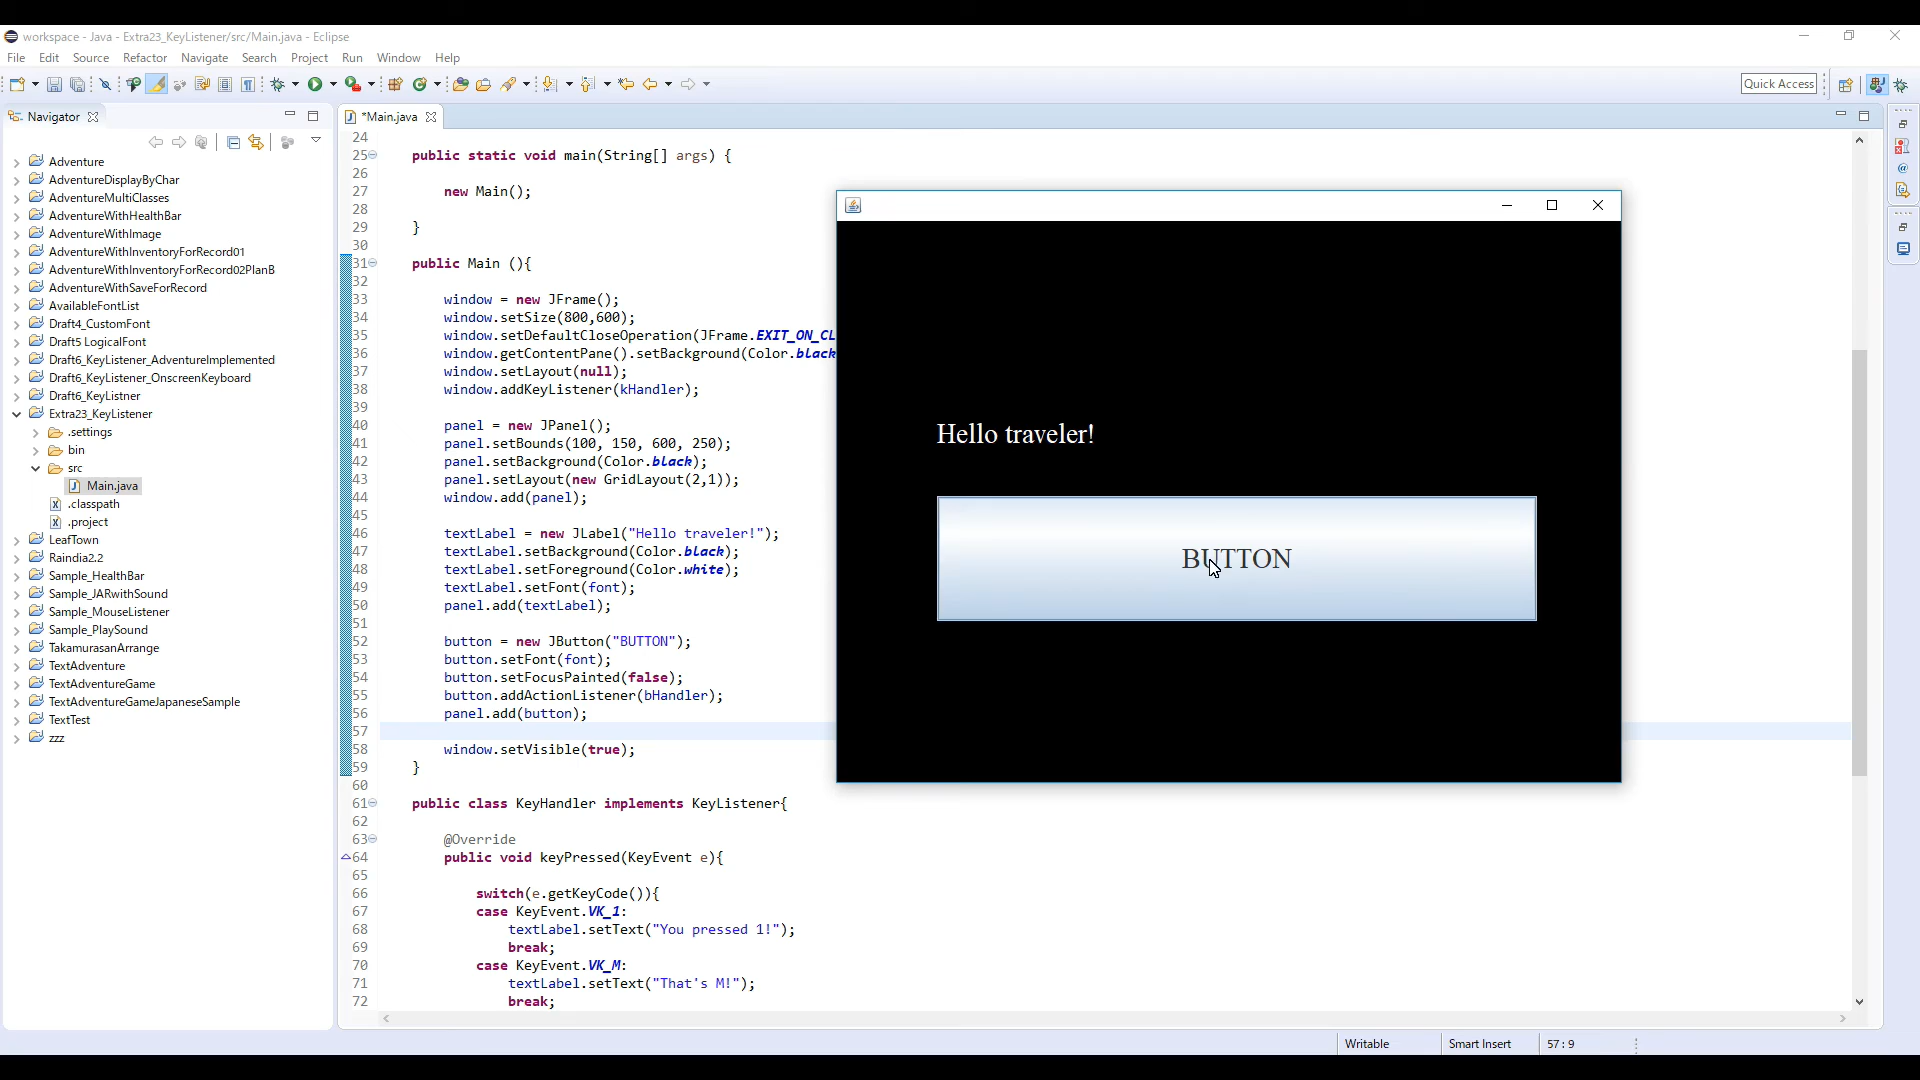 workspace - Java - Extra23_KeyListener/src/Main.java - Eclipse
File Edit Source Refactor Navigate Search Project Run Window Help
Quick Access
Navigator
*Main.java
Adventure
AdventureDisplayByChar
AdventureMultiClasses
AdventureWithHealthBar
AdventureWithImage
AdventureWithInventoryForRecord01
AdventureWithInventoryForRecord02PlanB
AdventureWithSaveForRecord
AvailableFontList
Draft4_CustomFont
Draft5 LogicalFont
Draft6_KeyListener_AdventureImplemented
Draft6_KeyListener_OnscreenKeyboard
Draft6_KeyListner
Extra23_KeyListener
.settings
bin
src
Main.java
.classpath
.project
LeafTown
Raindia2.2
Sample_HealthBar
Sample_JARwithSound
Sample_MouseListener
Sample_PlaySound
TakamurasanArrange
TextAdventure
TextAdventureGame
TextAdventureGameJapaneseSample
TextTest
zzz
24
25 public static void main(String[] args) {
26
27 new Main();
28
29 }
30
31 public Main (){
32
33 window = new JFrame();
34 window.setSize(800,600);
35 window.setDefaultCloseOperation(JFrame.EXIT_ON_CL
36 window.getContentPane().setBackground(Color.black
37 window.setLayout(null);
38 window.addKeyListener(kHandler);
39
40 panel = new JPanel();
41 panel.setBounds(100, 150, 600, 250);
42 panel.setBackground(Color.black);
43 panel.setLayout(new GridLayout(2,1));
44 window.add(panel);
45
46 textLabel = new JLabel("Hello traveler!");
47 textLabel.setBackground(Color.black);
48 textLabel.setForeground(Color.white);
49 textLabel.setFont(font);
50 panel.add(textLabel);
51
52 button = new JButton("BUTTON");
53 button.setFont(font);
54 button.setFocusPainted(false);
55 button.addActionListener(bHandler);
56 panel.add(button);
57
58 window.setVisible(true);
59 }
60
61 public class KeyHandler implements KeyListener{
62
63 @Override
64 public void keyPressed(KeyEvent e){
65
66 switch(e.getKeyCode()){
67 case KeyEvent.VK_1:
68 textLabel.setText("You pressed 1!");
69 break;
70 case KeyEvent.VK_M:
71 textLabel.setText("That's M!");
72 break;
Hello traveler!
BUTTON
Writable Smart Insert 57 : 9